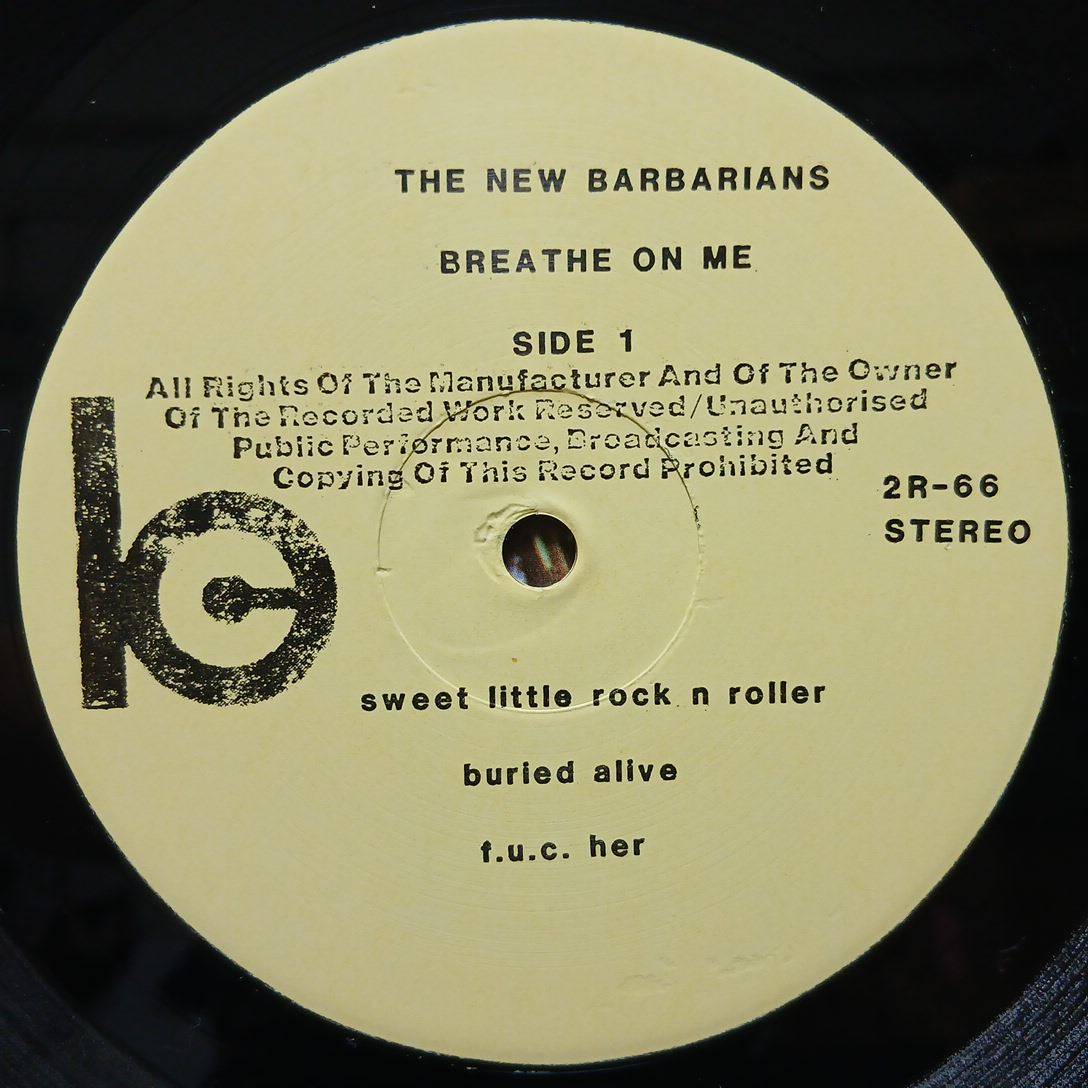 THE NEW BARBARIANS
BREATHE ON ME
SIDE 1
All Rights Of The Manufacturer And Of The Owner
Of The Recorded Work Reserved/Unauthorised
Public Performance, Broadcasting And
Copying Of This Record Prohibited
2R-66
STEREO
sweet little rock n roller
buried alive
f.u.c. her